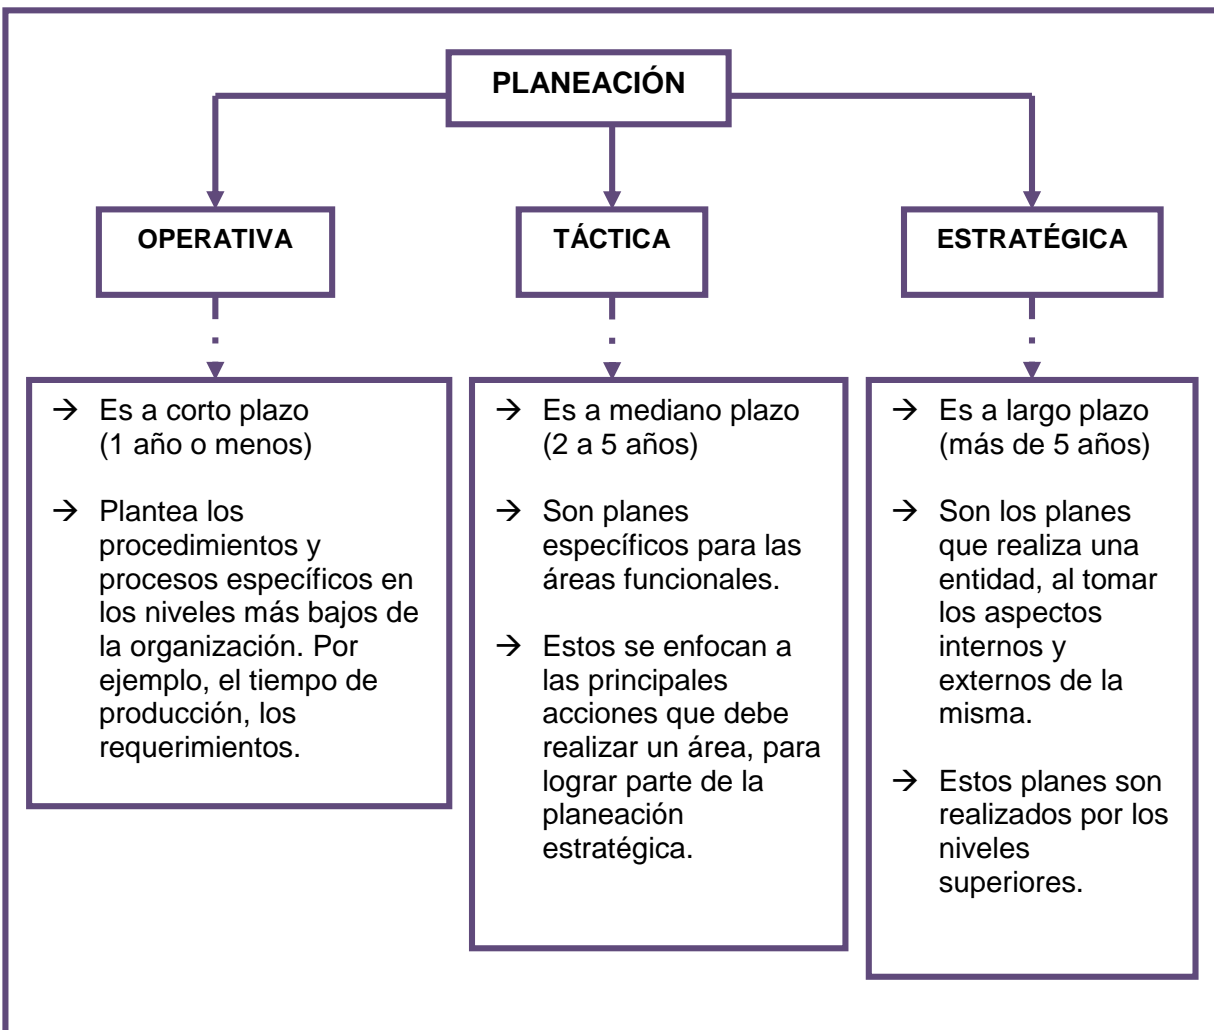 PLANEACIÓN
OPERATIVA
TÁCTICA
ESTRATÉGICA
→ Es a corto plazo
(1 año o menos)
→ Plantea los
procedimientos y
procesos específicos en
los niveles más bajos de
la organización. Por
ejemplo, el tiempo de
producción, los
requerimientos.
→ Es a mediano plazo
(2 a 5 años)
→ Son planes
específicos para las
áreas funcionales.
→ Estos se enfocan a
las principales
acciones que debe
realizar un área, para
lograr parte de la
planeación
estratégica.
→ Es a largo plazo
(más de 5 años)
→ Son los planes
que realiza una
entidad, al tomar
los aspectos
internos y
externos de la
misma.
→ Estos planes son
realizados por los
niveles
superiores.